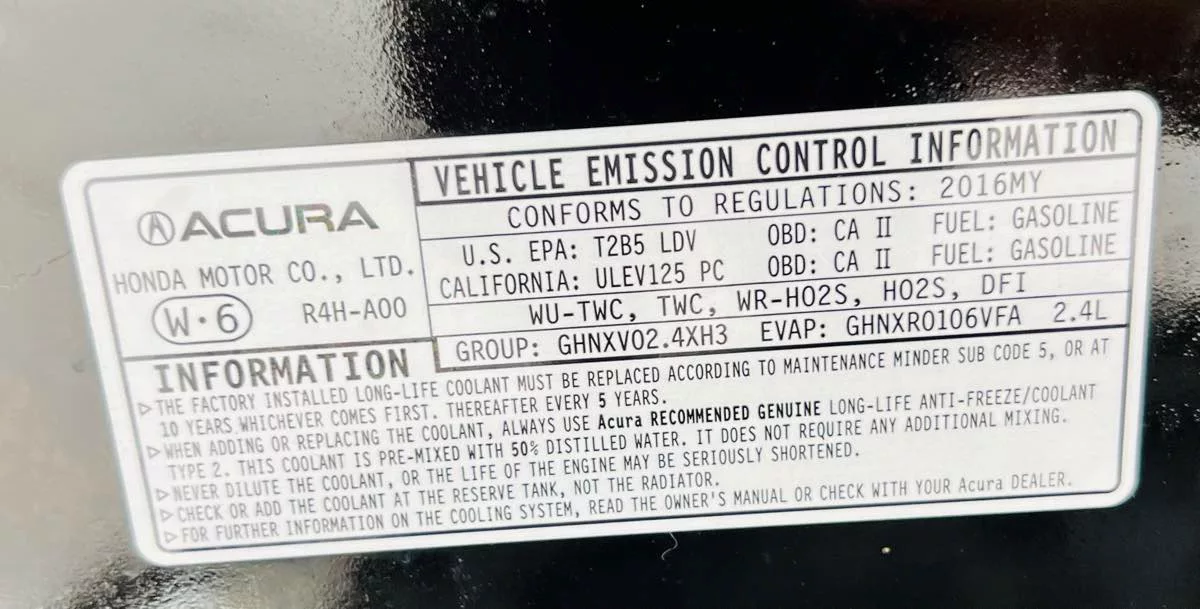 ACURA
HONDA MOTOR CO., LTD.
W·6 R4H-A00
VEHICLE EMISSION CONTROL INFORMATION
CONFORMS TO REGULATIONS: 2016MY
U.S. EPA: T2B5 LDV OBD: CA II FUEL: GASOLINE
CALIFORNIA: ULEV125 PC OBD: CA II FUEL: GASOLINE
WU-TWC, TWC, WR-HO2S, HO2S, DFI
GROUP: GHNXV02.4XH3 EVAP: GHNXR0106VFA 2.4L
INFORMATION
▷THE FACTORY INSTALLED LONG-LIFE COOLANT MUST BE REPLACED ACCORDING TO MAINTENANCE MINDER SUB CODE 5, OR AT
10 YEARS WHICHEVER COMES FIRST. THEREAFTER EVERY 5 YEARS.
▷WHEN ADDING OR REPLACING THE COOLANT, ALWAYS USE Acura RECOMMENDED GENUINE LONG-LIFE ANTI-FREEZE/COOLANT
TYPE 2. THIS COOLANT IS PRE-MIXED WITH 50% DISTILLED WATER. IT DOES NOT REQUIRE ANY ADDITIONAL MIXING.
▷NEVER DILUTE THE COOLANT, OR THE LIFE OF THE ENGINE MAY BE SERIOUSLY SHORTENED.
▷CHECK OR ADD THE COOLANT AT THE RESERVE TANK, NOT THE RADIATOR.
▷FOR FURTHER INFORMATION ON THE COOLING SYSTEM, READ THE OWNER'S MANUAL OR CHECK WITH YOUR Acura DEALER.